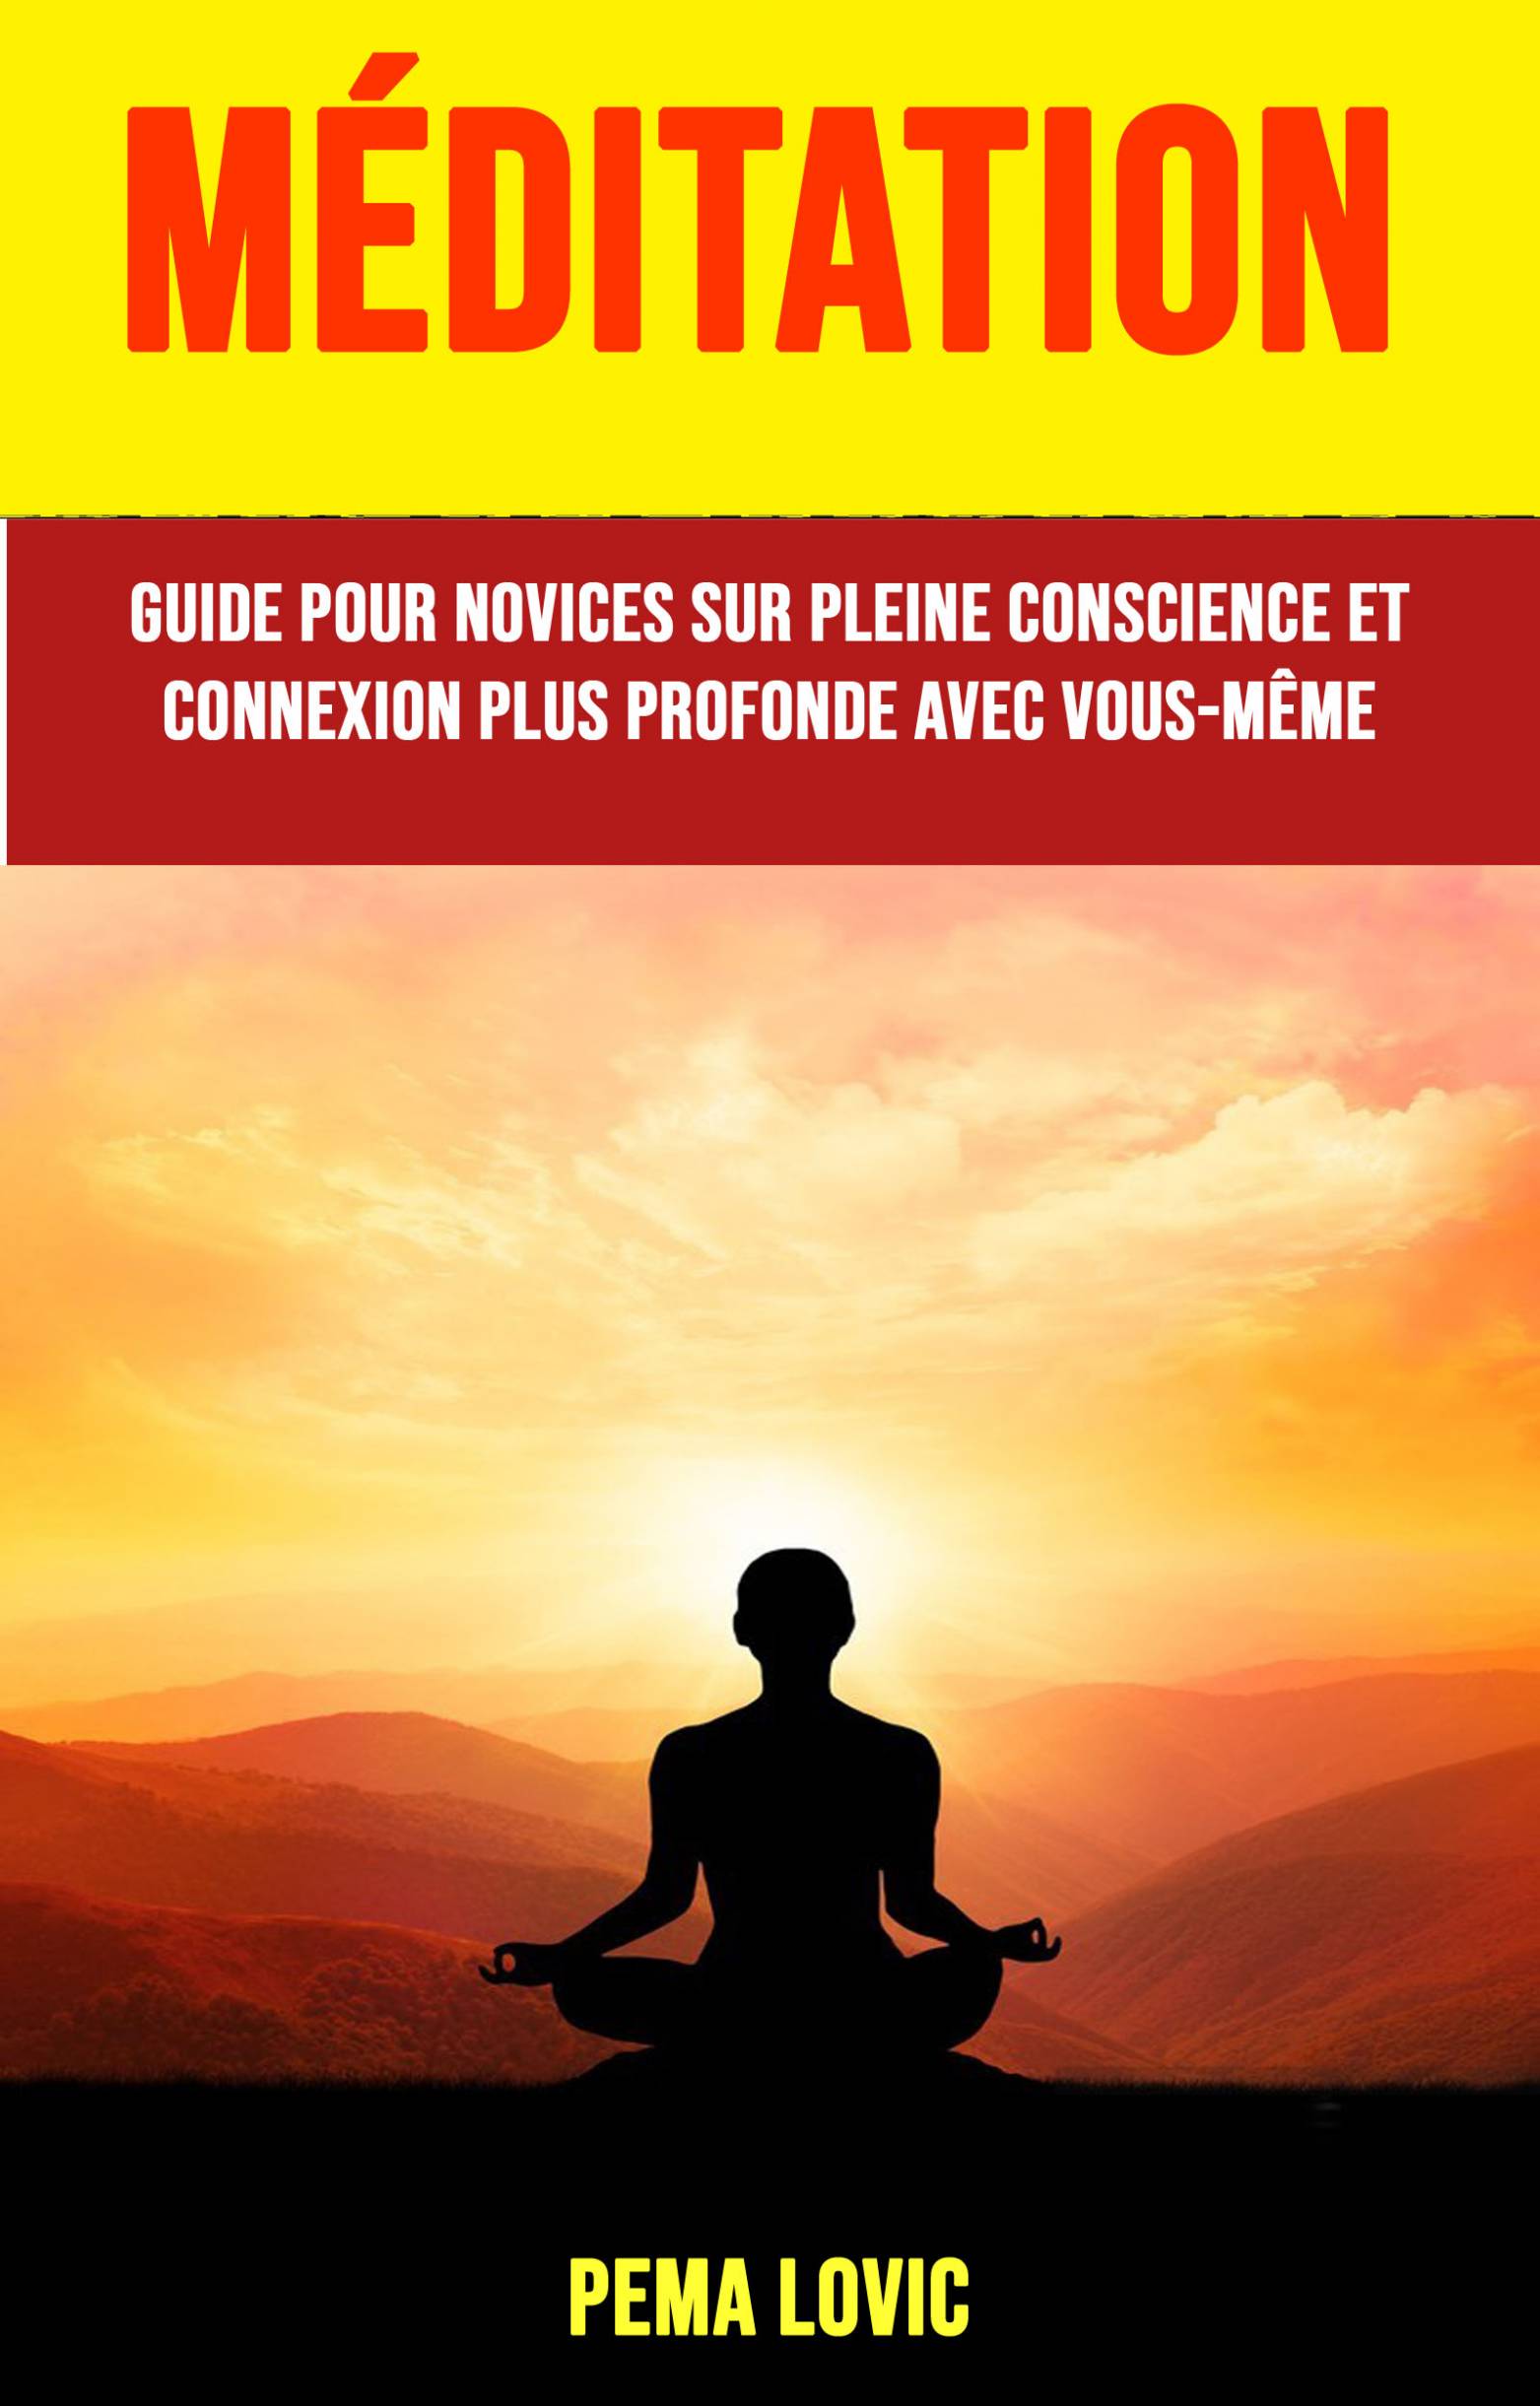 MÉDITATION
GUIDE POUR NOVICES SUR PLEINE CONSCIENCE ET
CONNEXION PLUS PROFONDE AVEC VOUS-MÊME
PEMA LOVIC